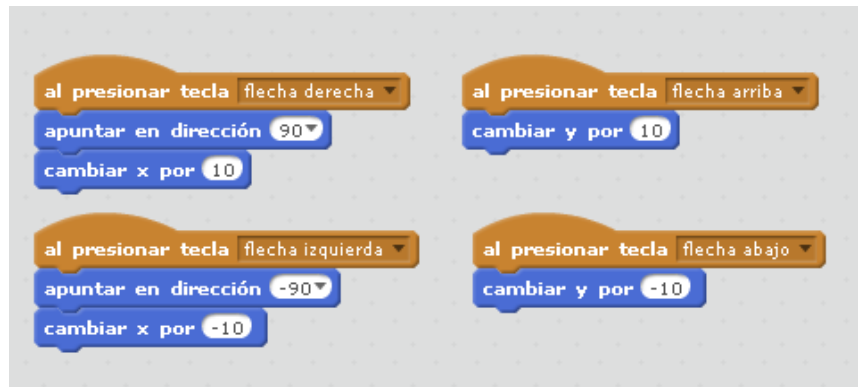 al presionar tecla flecha derecha
apuntar en dirección 90
cambiar x por 10
al presionar tecla flecha arriba
cambiar y por 10
al presionar tecla flecha izquierda
apuntar en dirección -90
cambiar x por -10
al presionar tecla flecha abajo
cambiar y por -10